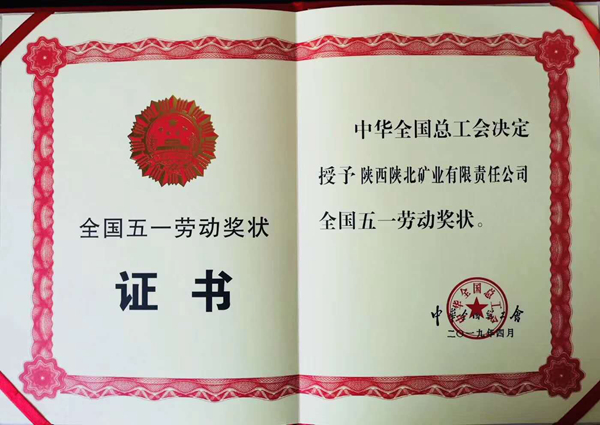 全国五一劳动奖状
证书
中华全国总工会决定
授予陕西陕北矿业有限责任公司
全国五一劳动奖状。
中华全国总工会
二〇一九年四月